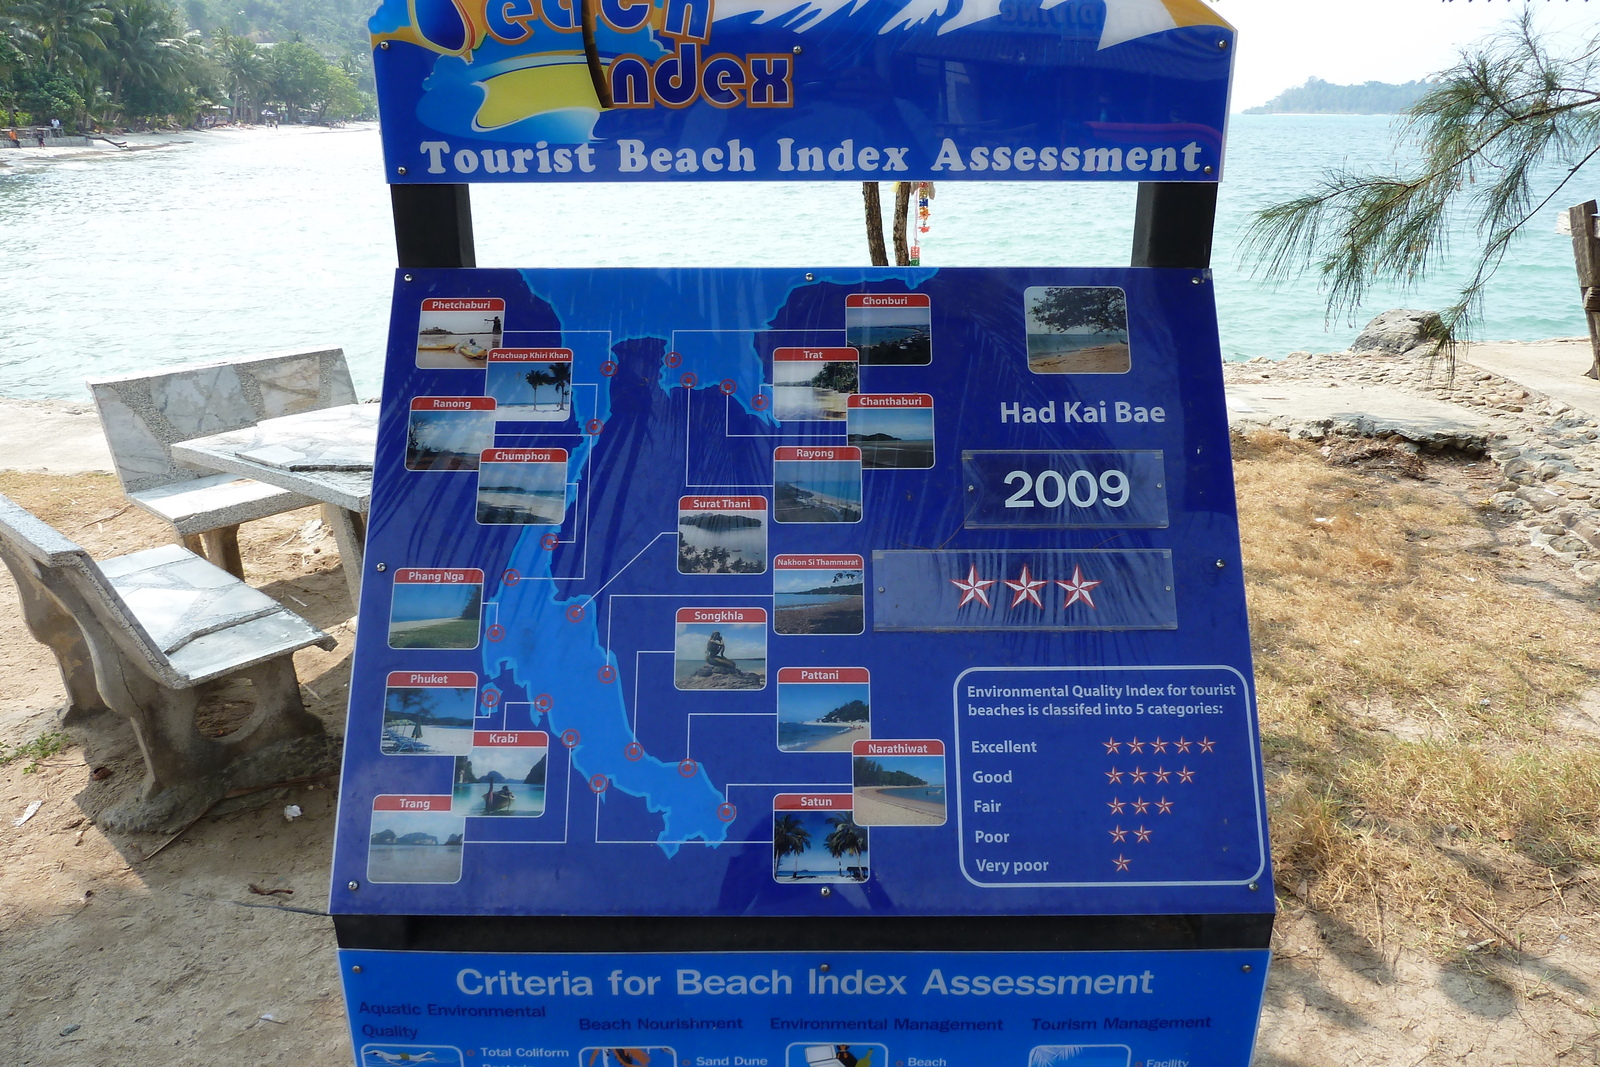 Beach
Index
Tourist Beach Index Assessment
Phetchaburi
Prachuap Khiri Khan
Ranong
Chumphon
Phang Nga
Phuket
Krabi
Trang
Chonburi
Trat
Chanthaburi
Rayong
Surat Thani
Nakhon Si Thammarat
Songkhla
Pattani
Narathiwat
Satun
Had Kai Bae
2009
Environmental Quality Index for tourist
beaches is classifed into 5 categories:
Excellent
Good
Fair
Poor
Very poor
Criteria for Beach Index Assessment
Aquatic Environmental
Quality
Beach Nourishment
Environmental Management
Tourism Management
Total Coliform
Sand Dune
Beach
Facility